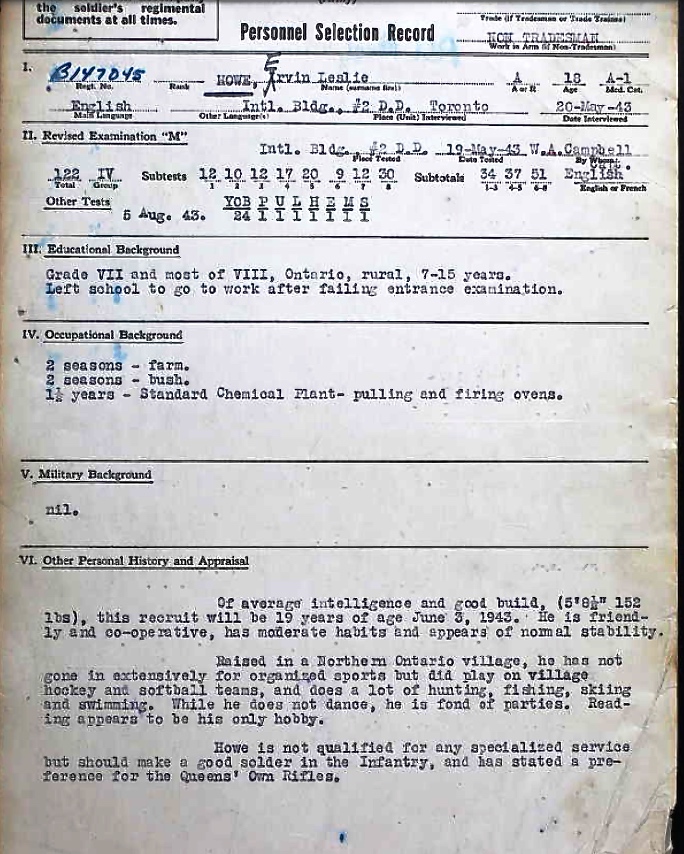 the soldier's regimental
documents at all times.
Personnel Selection Record
Trade (if Tradesman or Trade Trainee)
NON TRADESMAN
Work in Arm (if Non-Tradesman)
I. B147045 HOWE, Ervin Leslie A 18 A-1
Regt. No. Rank Name (surname first) A or R Age Med. Cat.
English Intl. Bldg., #2 D.D. Toronto 20-May-43
Main Language Other Language(s) Place (Unit) Interviewed Date Interviewed
II. Revised Examination "M"
Intl. Bldg., #2 D.D. 19-May-43 W.A.Campbell
Place Tested Date Tested By Whom
122 IV Subtests 12 10 12 17 20 9 12 30 Subtotals 34 37 51 English
Total Group 1 2 3 4 5 6 7 8 1-3 4-5 6-8 English or French
Other Tests YOB P U L H E M S
5 Aug. 43. 24 1 1 1 1 1 1 1
III. Educational Background
Grade VII and most of VIII, Ontario, rural, 7-15 years.
Left school to go to work after failing entrance examination.
IV. Occupational Background
2 seasons - farm.
2 seasons - bush.
1½ years - Standard Chemical Plant- pulling and firing ovens.
V. Military Background
nil.
VI. Other Personal History and Appraisal
Of average intelligence and good build, (5'8½" 152
lbs), this recruit will be 19 years of age June 3, 1943. He is friend-
ly and co-operative, has moderate habits and appears of normal stability.
Raised in a Northern Ontario village, he has not
gone in extensively for organized sports but did play on village
hockey and softball teams, and does a lot of hunting, fishing, skiing
and swimming. While he does not dance, he is fond of parties. Read-
ing appears to be his only hobby.
Howe is not qualified for any specialized service
but should make a good solder in the Infantry, and has stated a pre-
ference for the Queens' Own Rifles.